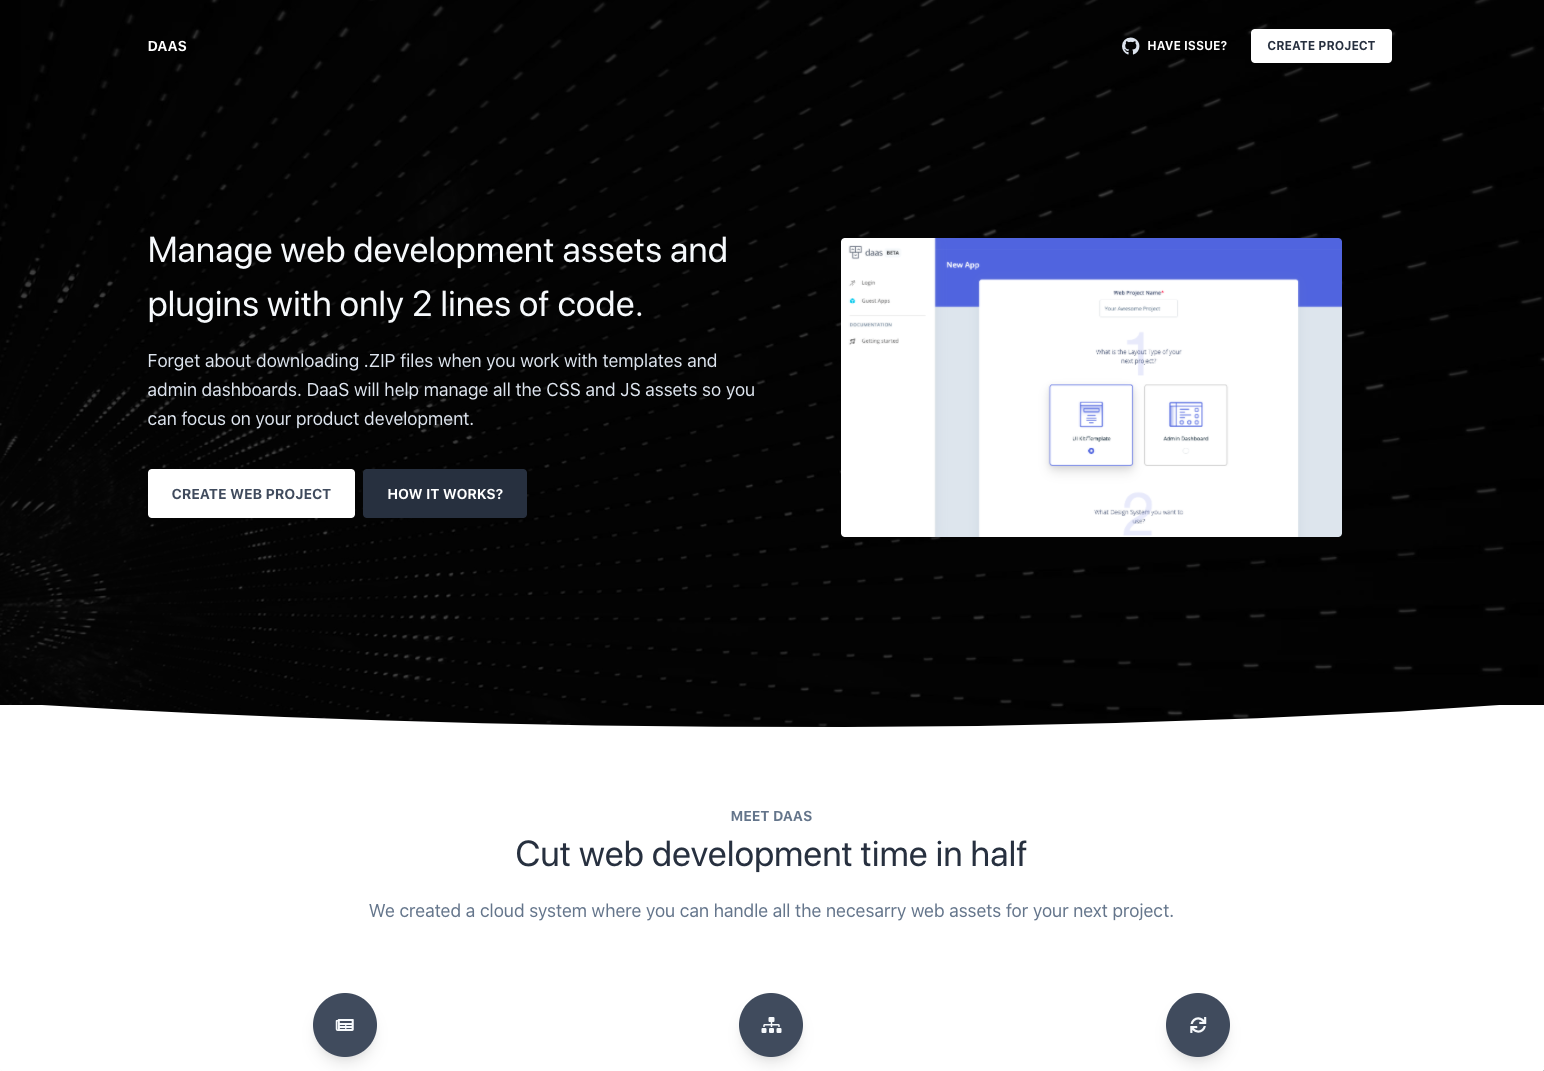 DAAS
HAVE ISSUE?
CREATE PROJECT
Manage web development assets and
plugins with only 2 lines of code.
Forget about downloading .ZIP files when you work with templates and
admin dashboards. DaaS will help manage all the CSS and JS assets so you
can focus on your product development.
CREATE WEB PROJECT
HOW IT WORKS?
daas BETA
Login
Guest Apps
DOCUMENTATION
Getting started
New App
Web Project Name*
Your Awesome Project
1
What is the Layout Type of your
next project?
UI Kit/Template
Admin Dashboard
2
What Design System you want to
use?
MEET DAAS
Cut web development time in half
We created a cloud system where you can handle all the necesarry web assets for your next project.